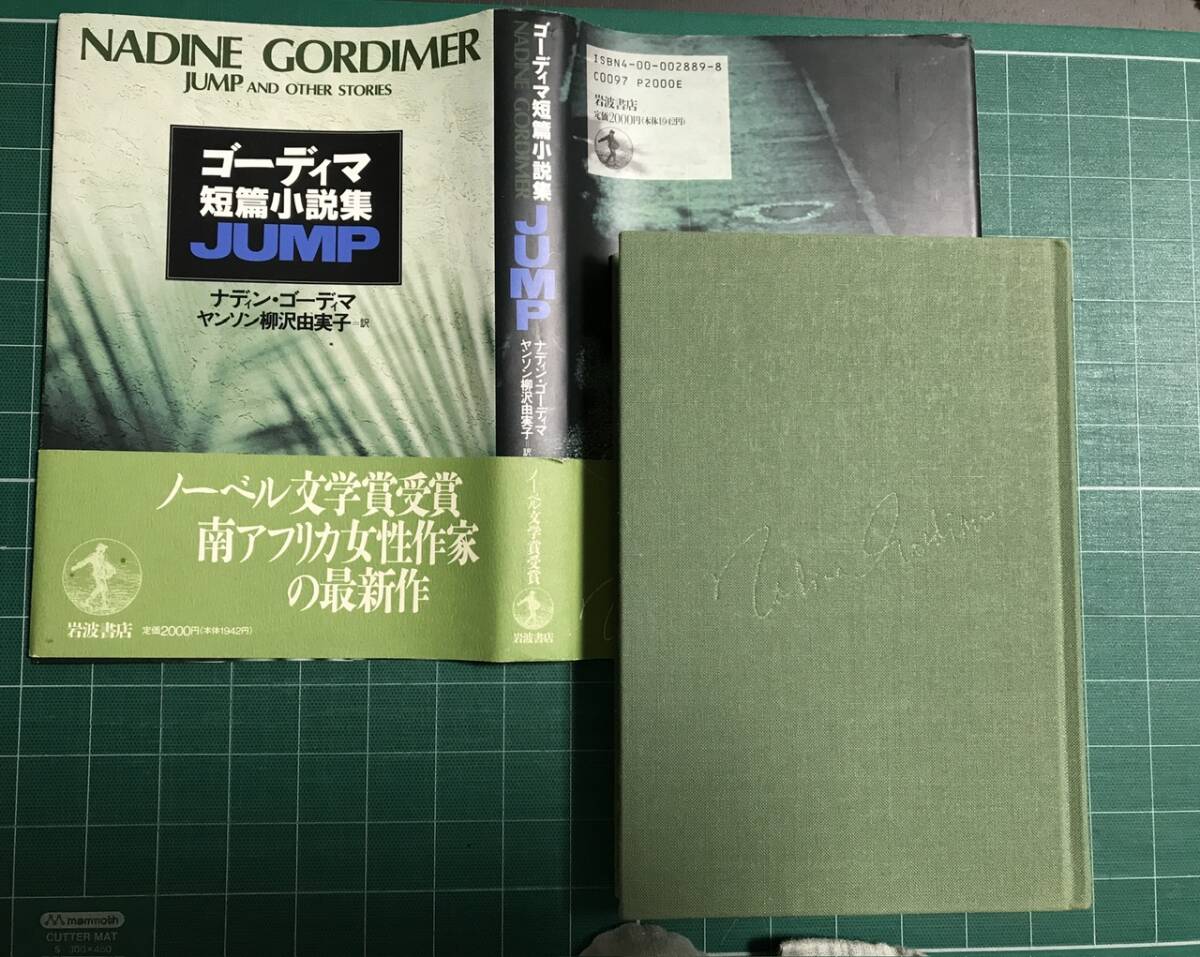 NADINE GORDIMER
JUMP AND OTHER STORIES
ゴーディマ
短篇小説集
JUMP
ナディン・ゴーディマ
ヤンソン柳沢由実子=訳
ノーベル文学賞受賞
南アフリカ女性作家
の最新作
岩波書店
定価2000円(本体1942円)
ゴーディマ短篇小説集
NADINE GORDIMER
JUMP
ナディン・ゴーディマ
ヤンソン柳沢由実子=訳
ノーベル文学賞受賞
岩波書店
ISBN4-00-002889-8
C0097 P2000E
岩波書店
定価2000円(本体1942円)
Nadine Gordimer
mammoth
CUTTER MAT
S 300×450